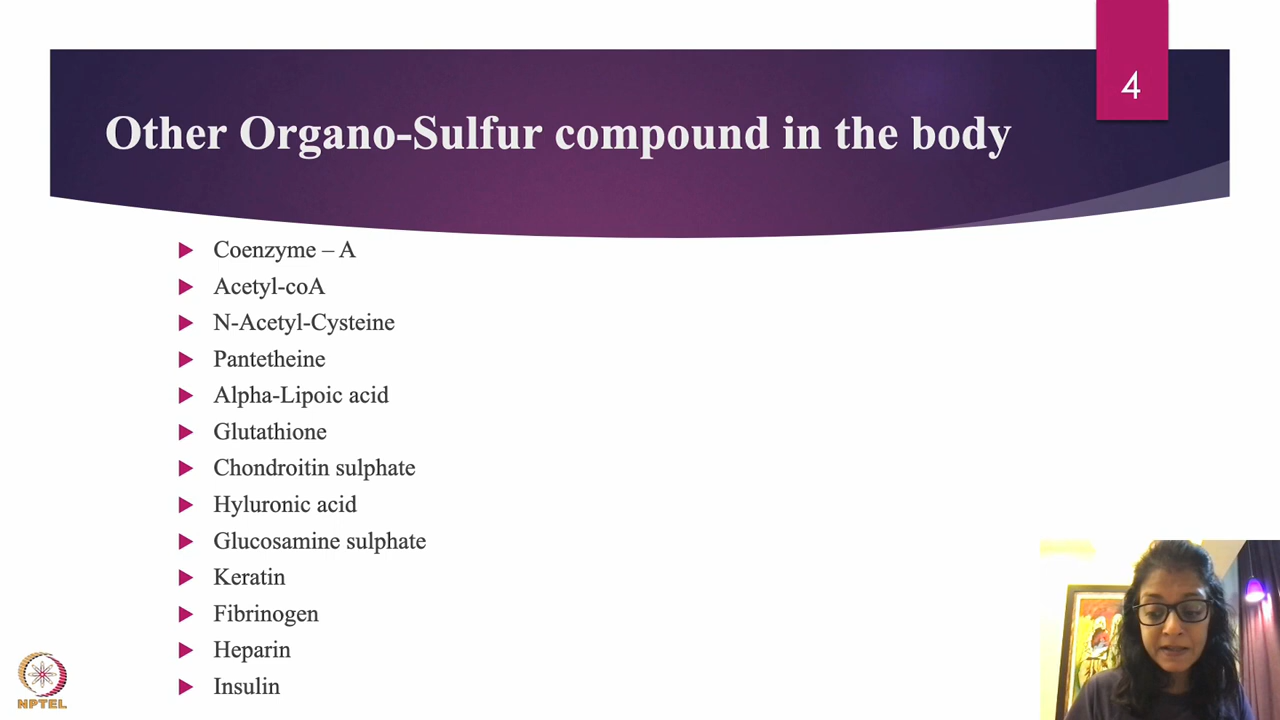 4
Other Organo-Sulfur compound in the body
Coenzyme – A
Acetyl-coA
N-Acetyl-Cysteine
Pantetheine
Alpha-Lipoic acid
Glutathione
Chondroitin sulphate
Hyluronic acid
Glucosamine sulphate
Keratin
Fibrinogen
Heparin
Insulin
NPTEL